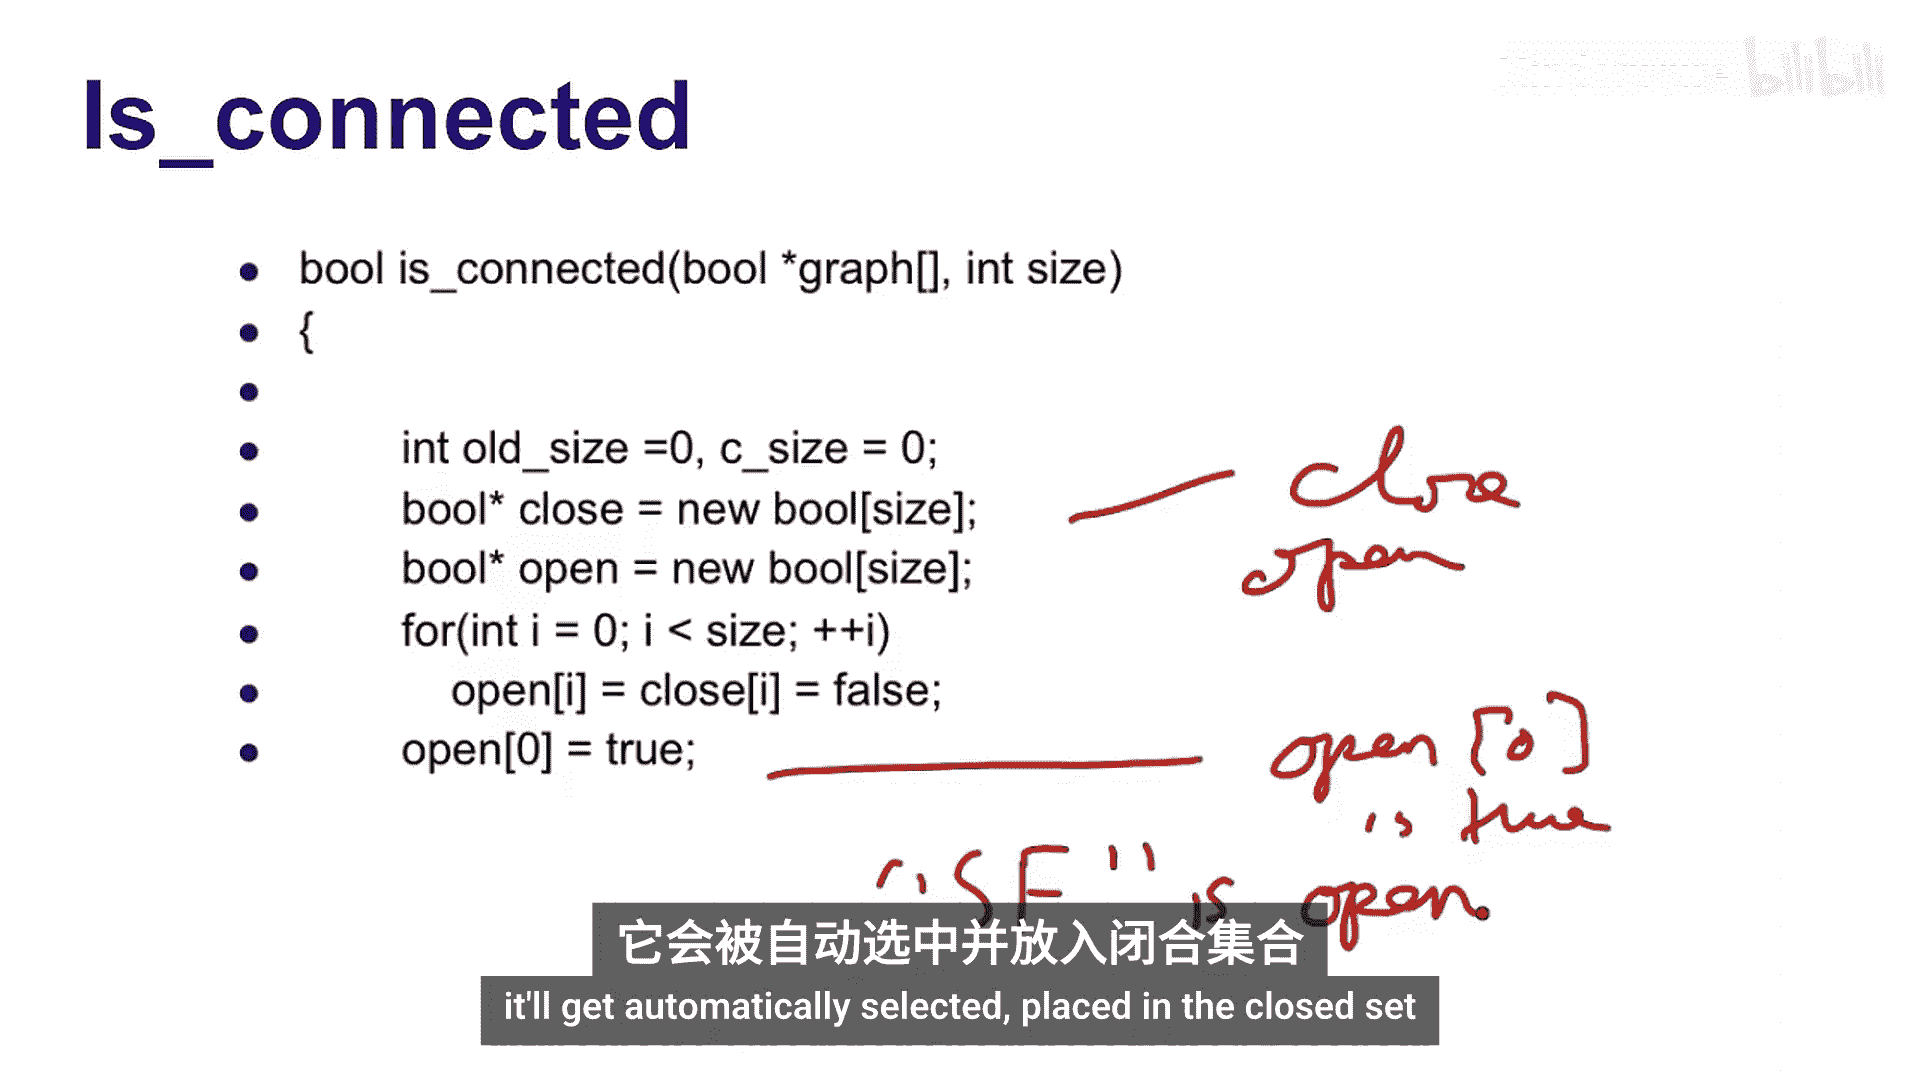 bilibili
Is_connected
bool is_connected(bool *graph[], int size)
{
int old_size =0, c_size = 0;
bool* close = new bool[size];
close
bool* open = new bool[size];
open
for(int i = 0; i < size; ++i)
open[i] = close[i] = false;
open[0] = true;
open [0]
is true
"SF" is open.
它会被自动选中并放入闭合集合
it'll get automatically selected, placed in the closed set